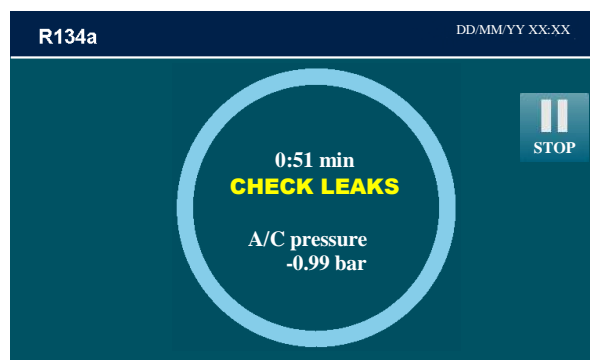 R134a
DD/MM/YY XX:XX
0:51 min
CHECK LEAKS
A/C pressure
-0.99 bar
STOP